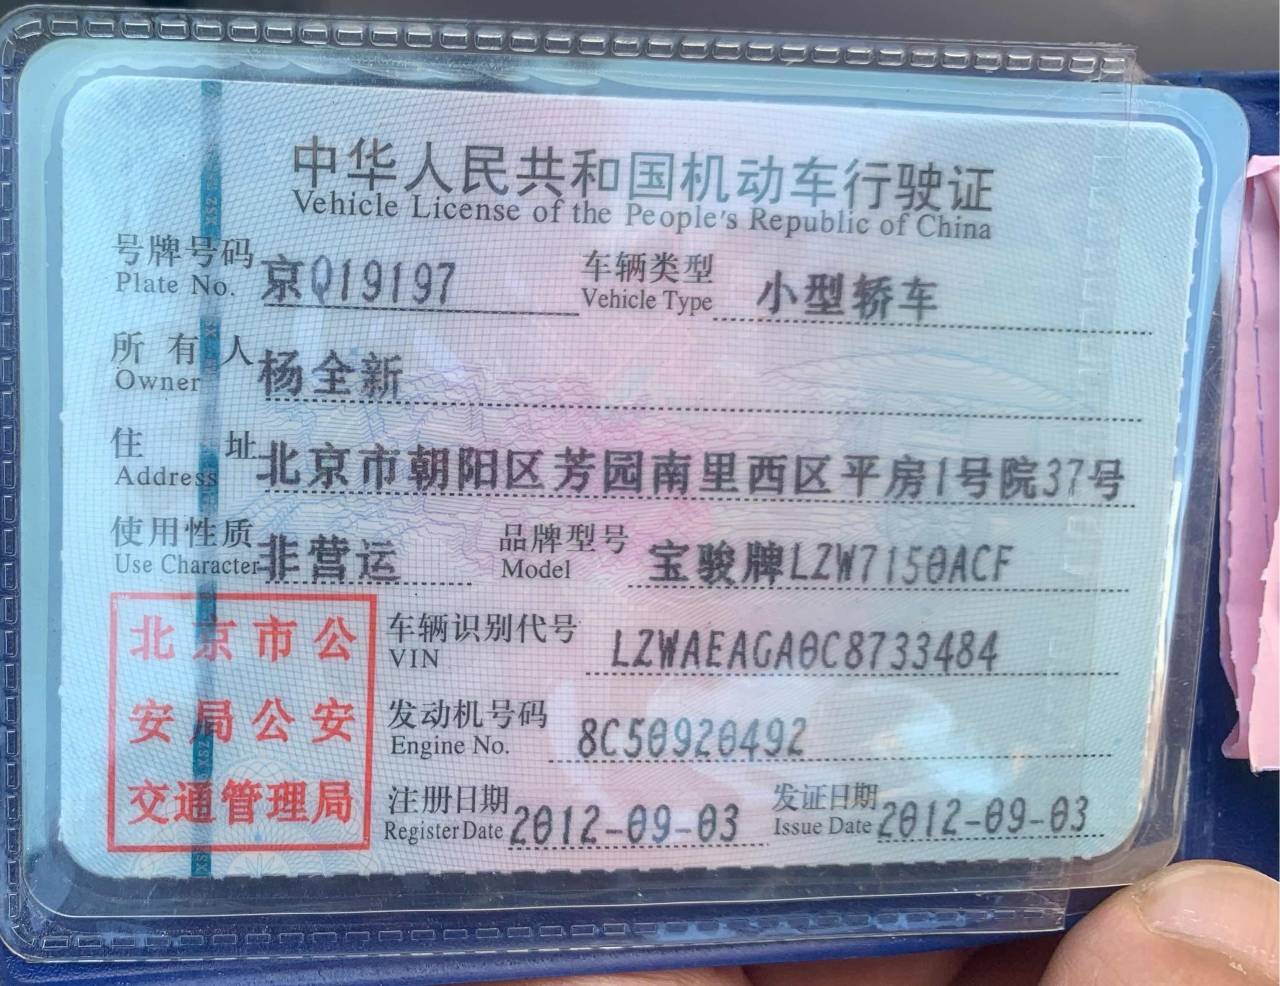 中华人民共和国机动车行驶证
Vehicle License of the People's Republic of China
号牌号码 京Q19197 车辆类型 小型轿车
Plate No. Vehicle Type
所有人 杨全新
Owner
住址 北京市朝阳区芳园南里西区平房1号院37号
Address
使用性质 非营运 品牌型号 宝骏牌LZW7150ACF
Use Character Model
北京市公
安局公安
交通管理局
车辆识别代号 LZWAEAGA0C8733484
VIN
发动机号码 8C50920492
Engine No.
注册日期 2012-09-03 发证日期 2012-09-03
Register Date Issue Date